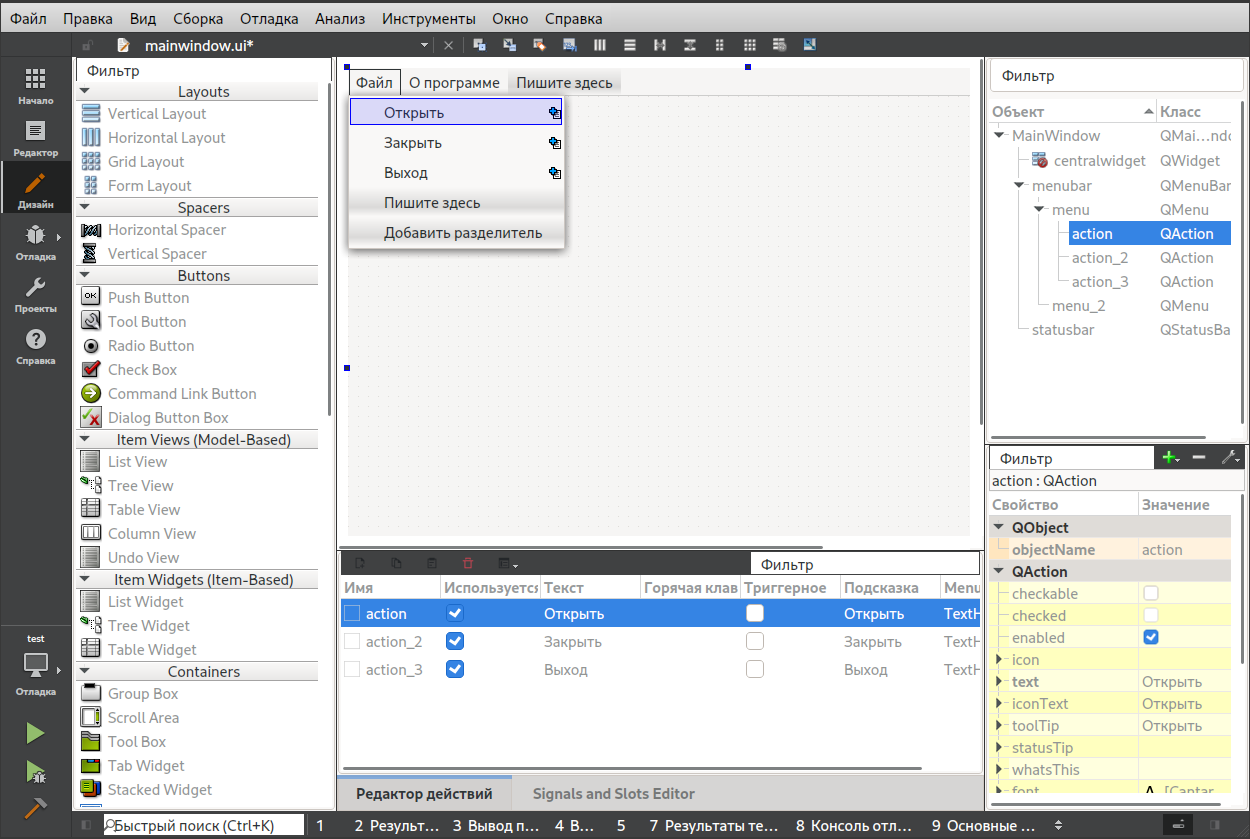 Файл Правка Вид Сборка Отладка Анализ Инструменты Окно Справка
mainwindow.ui*
Начало
Редактор
Дизайн
Отладка
Проекты
Справка
test
Отладка
Фильтр
Layouts
Vertical Layout
Horizontal Layout
Grid Layout
Form Layout
Spacers
Horizontal Spacer
Vertical Spacer
Buttons
OK Push Button
Tool Button
Radio Button
Check Box
Command Link Button
Dialog Button Box
Item Views (Model-Based)
List View
Tree View
Table View
Column View
Undo View
Item Widgets (Item-Based)
List Widget
Tree Widget
Table Widget
Containers
Group Box
Scroll Area
Tool Box
Tab Widget
Stacked Widget
Файл О программе Пишите здесь
Открыть
Закрыть
Выход
Пишите здесь
Добавить разделитель
Фильтр
Имя Используется Текст Горячая клав Триггерное Подсказка Menu
action Открыть Открыть TextH
action_2 Закрыть Закрыть TextH
action_3 Выход Выход TextH
Редактор действий Signals and Slots Editor
Фильтр
Объект Класс
MainWindow QMai...ndo
centralwidget QWidget
menubar QMenuBar
menu QMenu
action QAction
action_2 QAction
action_3 QAction
menu_2 QMenu
statusbar QStatusBa
Фильтр
action : QAction
Свойство Значение
QObject
objectName action
QAction
checkable
checked
enabled
icon
text Открыть
iconText Открыть
toolTip Открыть
statusTip
whatsThis
font A [Cantar
Быстрый поиск (Ctrl+K) 1 2 Результ... 3 Вывод п... 4 В... 5 7 Результаты те... 8 Консоль отл... 9 Основные ...